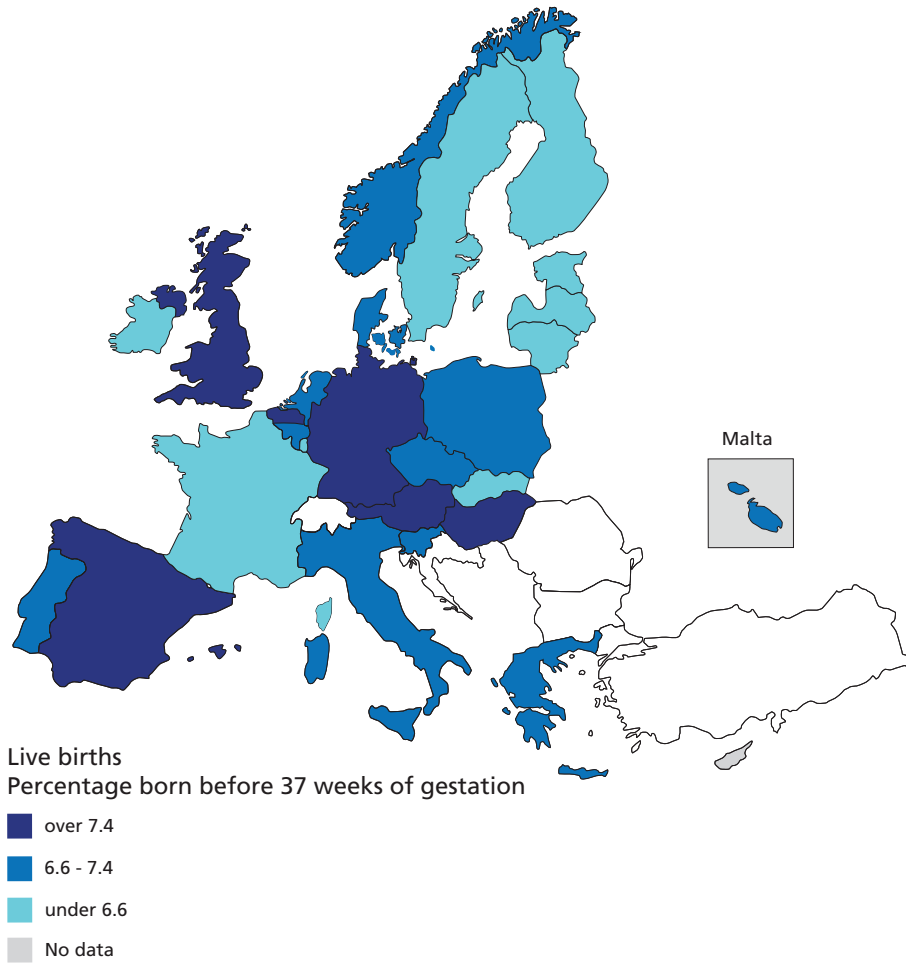 Malta
Live births
Percentage born before 37 weeks of gestation
over 7.4
6.6 - 7.4
under 6.6
No data